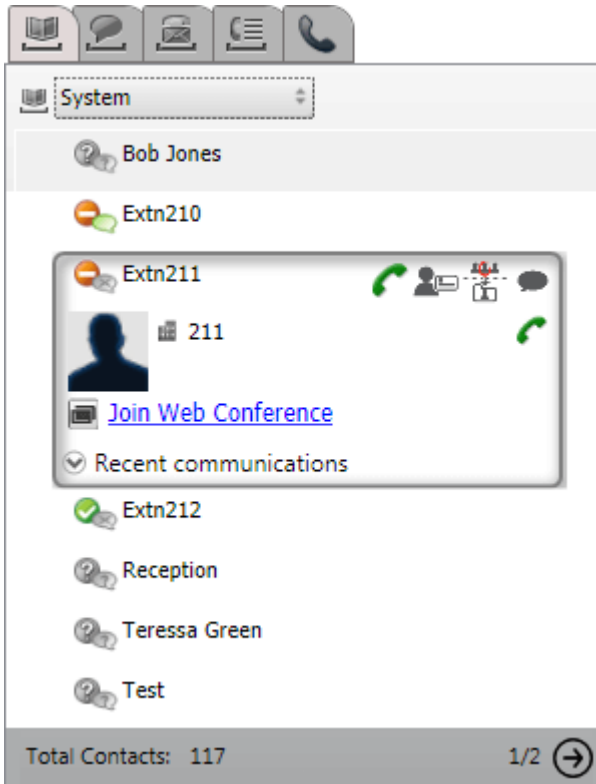 System
Bob Jones
Extn210
Extn211
211
Join Web Conference
Recent communications
Extn212
Reception
Teressa Green
Test
Total Contacts: 117 1/2